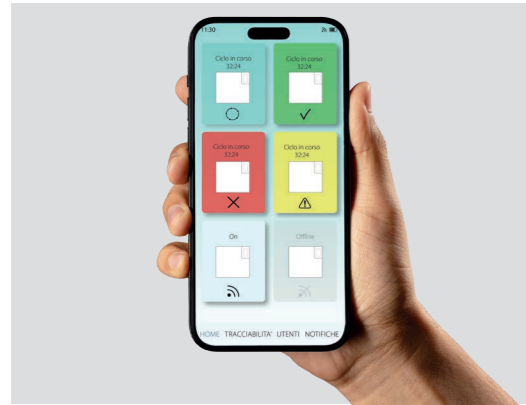 11:30
Ciclo in corso
32:24
Ciclo in corso
32:24
Ciclo in corso
32:24
Ciclo in corso
32:24
On
Offline
HOME TRACCIABILITA' UTENTI NOTIFICHE